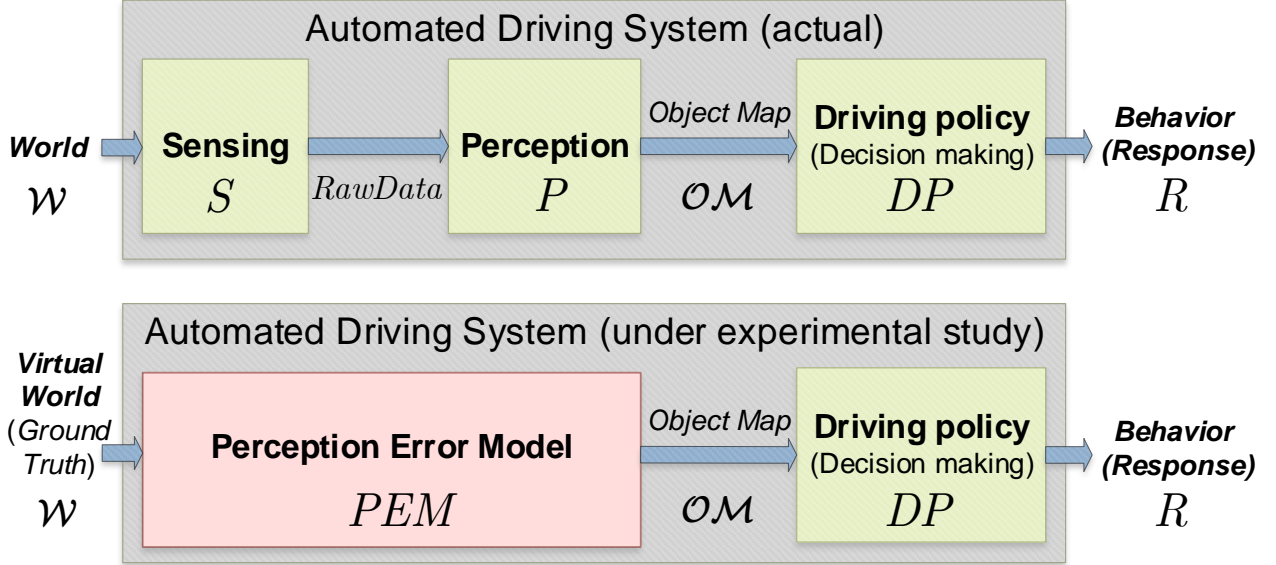 Automated Driving System (actual)
World
𝒲
Sensing
S
RawData
Perception
P
Object Map
𝒪ℳ
Driving policy
(Decision making)
DP
Behavior
(Response)
R
Automated Driving System (under experimental study)
Virtual
World
(Ground
Truth)
𝒲
Perception Error Model
PEM
Object Map
𝒪ℳ
Driving policy
(Decision making)
DP
Behavior
(Response)
R